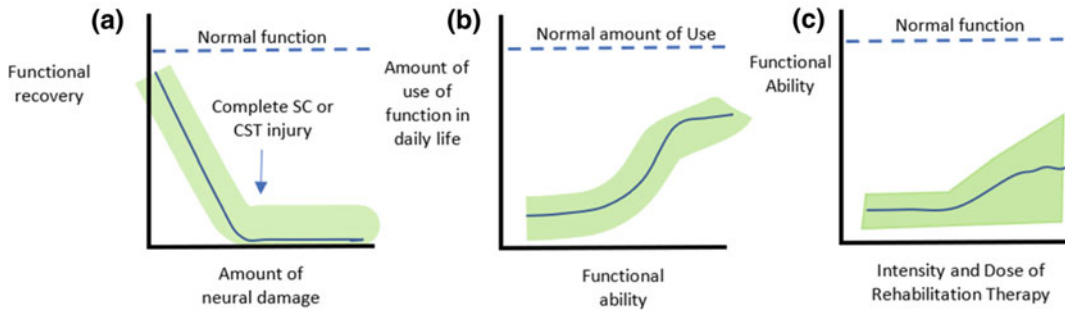 (a)
Normal function
Functional
recovery
Complete SC or
CST injury
Amount of
neural damage
(b)
Normal amount of Use
Amount of
use of
function in
daily life
Functional
ability
(c)
Normal function
Functional
Ability
Intensity and Dose of
Rehabilitation Therapy